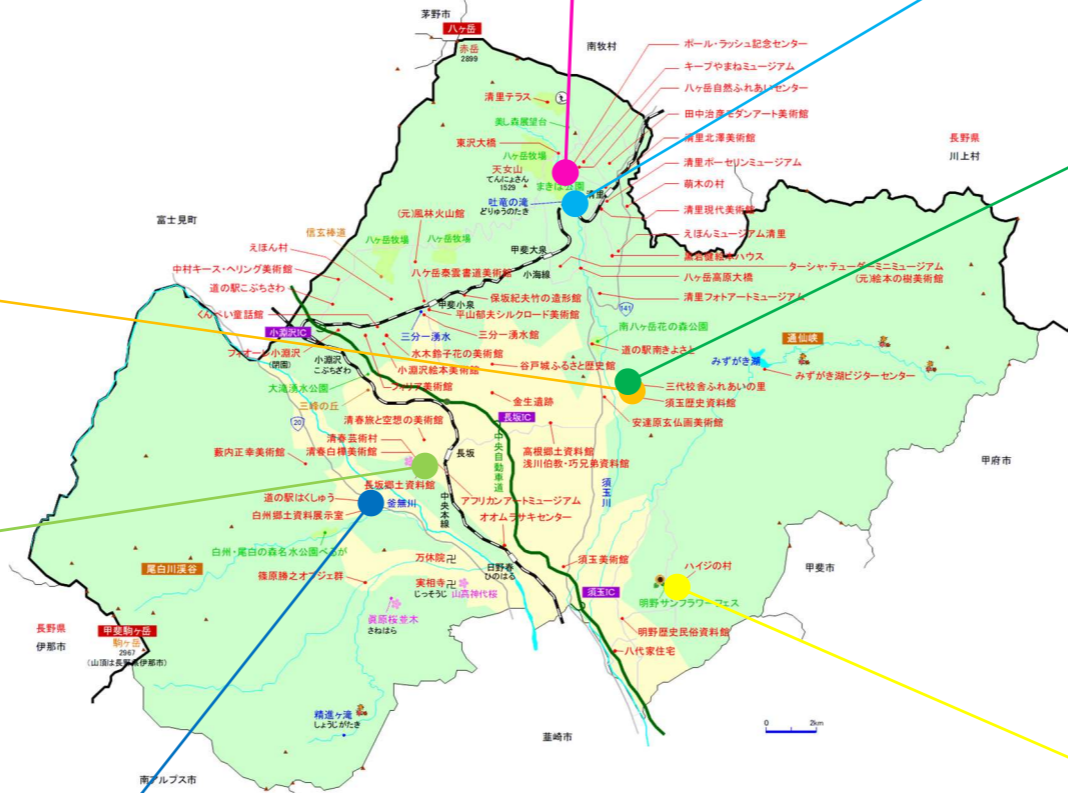 茅野市
八ヶ岳
赤岳
2899
南牧村
ポール・ラッシュ記念センター
キープやまねミュージアム
八ヶ岳自然ふれあいセンター
清里テラス
美し森展望台
田中治彦モダンアート美術館
清里北澤美術館
東沢大橋
八ヶ岳牧場
長野県
川上村
天女山
てんにょさん
1529
清里ポーセリンミュージアム
萌木の村
吐竜の滝
どりゅうのたき
清里
清里現代美術館
富士見町
(元)風林火山館
信玄棒道
八ヶ岳牧場
八ヶ岳牧場
えほんミュージアム清里
えほん村
甲斐大泉
小海線
中村キース・ヘリング美術館
八ヶ岳泰雲書道美術館
ターシャ・テューダーミニミュージアム
(元)絵本の樹美術館
八ヶ岳高原大橋
道の駅こぶちさわ
甲斐小泉
保坂紀夫竹の造形館
清里フォトアートミュージアム
くんぺい童話館
平山郁夫シルクロード美術館
141
小淵沢IC
三分一湧水
三分一湧水館
南八ヶ岳花の森公園
通仙峡
フィオーレ小淵沢
(閉園)
小淵沢
こぶちざわ
水木鈴子花の美術館
道の駅南きよさと
みずがき湖
小淵沢絵本美術館
谷戸城ふるさと歴史館
みずがき湖ビジターセンター
大滝湧水公園
フィリア美術館
三代校舎ふれあいの里
三峰の丘
金生遺跡
須玉歴史資料館
20
清春旅と空想の美術館
長坂IC
安達原玄仏画美術館
清春芸術村
清春白樺美術館
中央自動車道
高根郷土資料館
浅川伯教・巧兄弟資料館
藪内正幸美術館
長坂
甲府市
長坂郷土資料館
須玉川
道の駅はくしゅう
釜無川
アフリカンアートミュージアム
白州郷土資料展示室
中央本線
オオムラサキセンター
白州・尾白の森名水公園べるが
万休院
須玉美術館
尾白川渓谷
日野春
ひのはる
甲斐市
篠原勝之オブジェ群
実相寺
じっそうじ
山高神代桜
須玉IC
ハイジの村
眞原桜並木
さねはら
明野サンフラワーフェス
長野県
伊那市
甲斐駒ヶ岳
駒ヶ岳
2967
(山頂は長野県伊那市)
明野歴史民俗資料館
八代家住宅
精進ヶ滝
しょうじがたき
韮崎市
0 2km
南アルプス市